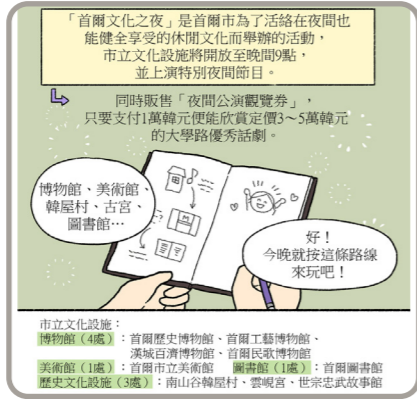 「首爾文化之夜」是首爾市為了活絡在夜間也
能健全享受的休閒文化而舉辦的活動，
市立文化設施將開放至晚間9點，
並上演特別夜間節目。
同時販售「夜間公演觀覽券」，
只要支付1萬韓元便能欣賞定價3～5萬韓元
的大學路優秀話劇。
博物館、美術館、
韓屋村、古宮、
圖書館…
好！
今晚就按這條路線
來玩吧！
市立文化設施：
博物館（4處）：首爾歷史博物館、首爾工藝博物館、
漢城百濟博物館、首爾民歌博物館
美術館（1處）：首爾市立美術館　圖書館（1處）：首爾圖書館
歷史文化設施（3處）：南山谷韓屋村、雲峴宮、世宗忠武故事館